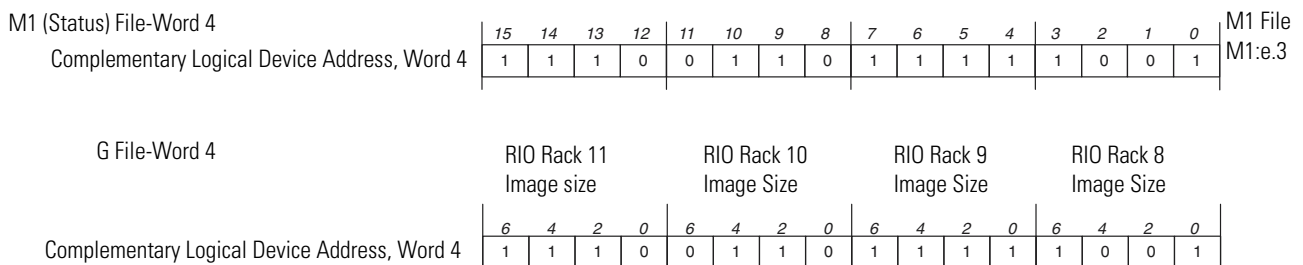 M1 (Status) File-Word 4
15 14 13 12 11 10 9 8 7 6 5 4 3 2 1 0
M1 File
M1:e.3
Complementary Logical Device Address, Word 4
1 1 1 0 0 1 1 0 1 1 1 1 1 0 0 1
G File-Word 4
RIO Rack 11 RIO Rack 10 RIO Rack 9 RIO Rack 8
Image size Image Size Image Size Image Size
6 4 2 0 6 4 2 0 6 4 2 0 6 4 2 0
Complementary Logical Device Address, Word 4
1 1 1 0 0 1 1 0 1 1 1 1 1 0 0 1